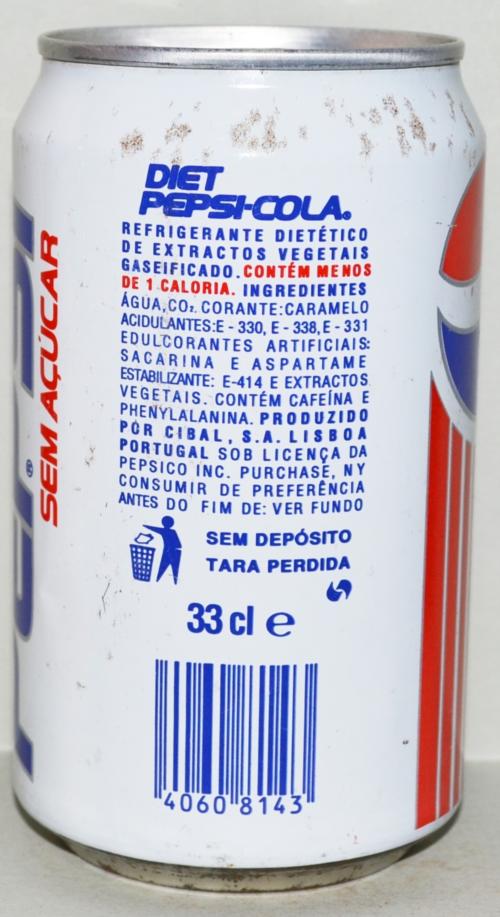 DIET
PEPSI-COLA®
REFRIGERANTE DIETÉTICO
DE EXTRACTOS VEGETAIS
GASEIFICADO. CONTÉM MENOS
DE 1 CALORIA. INGREDIENTES
ÁGUA, CO₂. CORANTE: CARAMELO
ACIDULANTES: E - 330, E - 338, E - 331
EDULCORANTES ARTIFICIAIS:
SACARINA E ASPARTAME
ESTABILIZANTE: E-414 E EXTRACTOS
VEGETAIS. CONTÉM CAFEÍNA E
PHENYLALANINA. PRODUZIDO
POR CIBAL, S.A. LISBOA
PORTUGAL SOB LICENÇA DA
PEPSICO INC. PURCHASE, NY
CONSUMIR DE PREFERÊNCIA
ANTES DO FIM DE: VER FUNDO
SEM DEPÓSITO
TARA PERDIDA
33 cl e
4060 8143
SEM AÇÚCAR